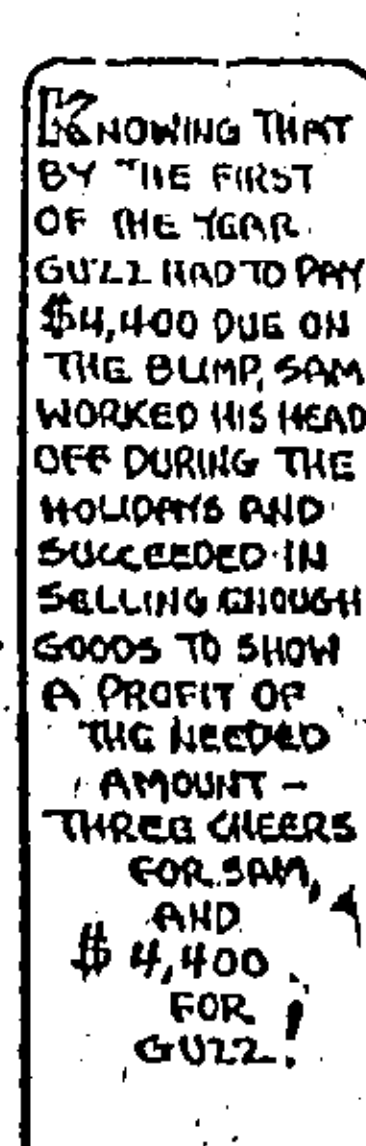 KNOWING THAT
BY THE FIRST
OF THE YEAR
GUZZ HAD TO PAY
$4,400 DUE ON
THE BUMP, SAM
WORKED HIS HEAD
OFF DURING THE
HOLIDAYS AND
SUCCEEDED IN
SELLING ENOUGH
GOODS TO SHOW
A PROFIT OF
THE NEEDED
AMOUNT -
THREE CHEERS
FOR SAM,
AND
$4,400
FOR
GUZZ!